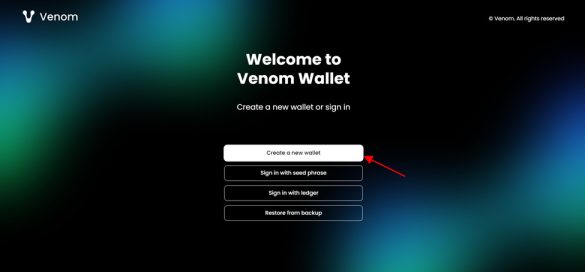 Venom
© Venom. All rights reserved
Welcome to
Venom Wallet
Create a new wallet or sign in
Create a new wallet
Sign in with seed phrase
Sign in with ledger
Restore from backup